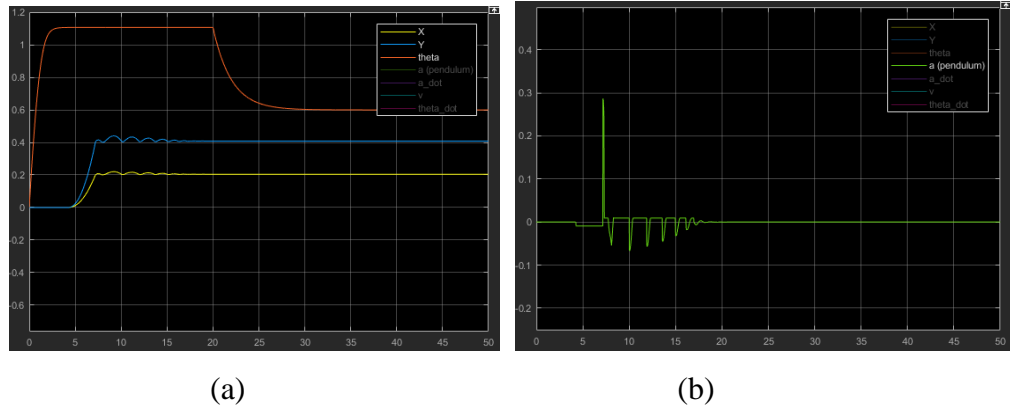 1.2
1
0.8
0.6
0.4
0.2
0
-0.2
-0.4
-0.6
0 5 10 15 20 25 30 35 40 45 50
X
Y
theta
a (pendulum)
a_dot
v
theta_dot
(a)
0.4
0.3
0.2
0.1
0
-0.1
-0.2
0 5 10 15 20 25 30 35 40 45 50
X
Y
theta
a (pendulum)
a_dot
v
theta_dot
(b)